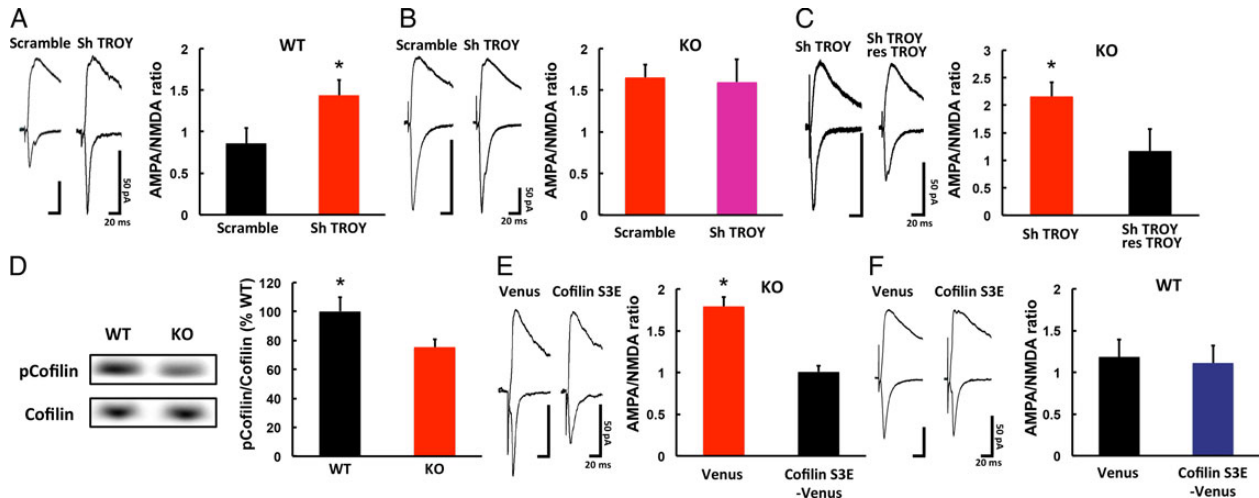 A
Scramble Sh TROY
50 pA
20 ms
WT
AMPA/NMDA ratio
2
1.5
1
0.5
0
*
Scramble Sh TROY
B
Scramble Sh TROY
50 pA
20 ms
KO
AMPA/NMDA ratio
2
1.5
1
0.5
0
Scramble Sh TROY
C
Sh TROY Sh TROY
res TROY
50 pA
20 ms
KO
AMPA/NMDA ratio
3
2.5
2
1.5
1
0.5
0
*
Sh TROY Sh TROY
res TROY
D
WT KO
pCofilin
Cofilin
pCofilin/Cofilin (% WT)
120
100
80
60
40
20
0
*
WT KO
E
Venus Cofilin S3E
50 pA
20 ms
KO
AMPA/NMDA ratio
2
1.5
1
0.5
0
*
Venus Cofilin S3E
-Venus
F
Venus Cofilin S3E
50 pA
20 ms
WT
AMPA/NMDA ratio
2
1.5
1
0.5
0
Venus Cofilin S3E
-Venus